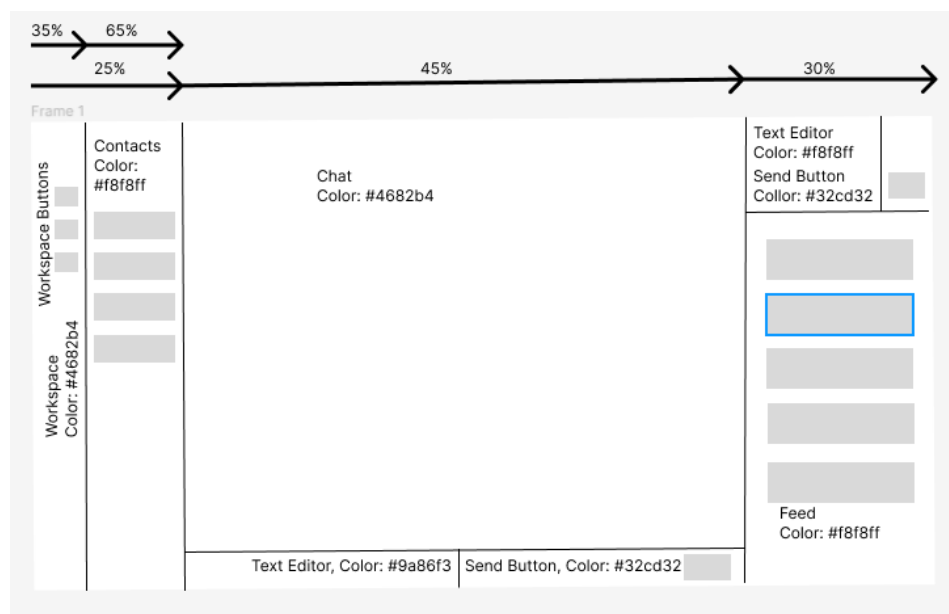 35%
65%
25%
45%
30%
Frame 1
Workspace Buttons
Workspace
Color: #4682b4
Contacts
Color:
#f8f8ff
Chat
Color: #4682b4
Text Editor
Color: #f8f8ff
Send Button
Collor: #32cd32
Feed
Color: #f8f8ff
Text Editor, Color: #9a86f3
Send Button, Color: #32cd32